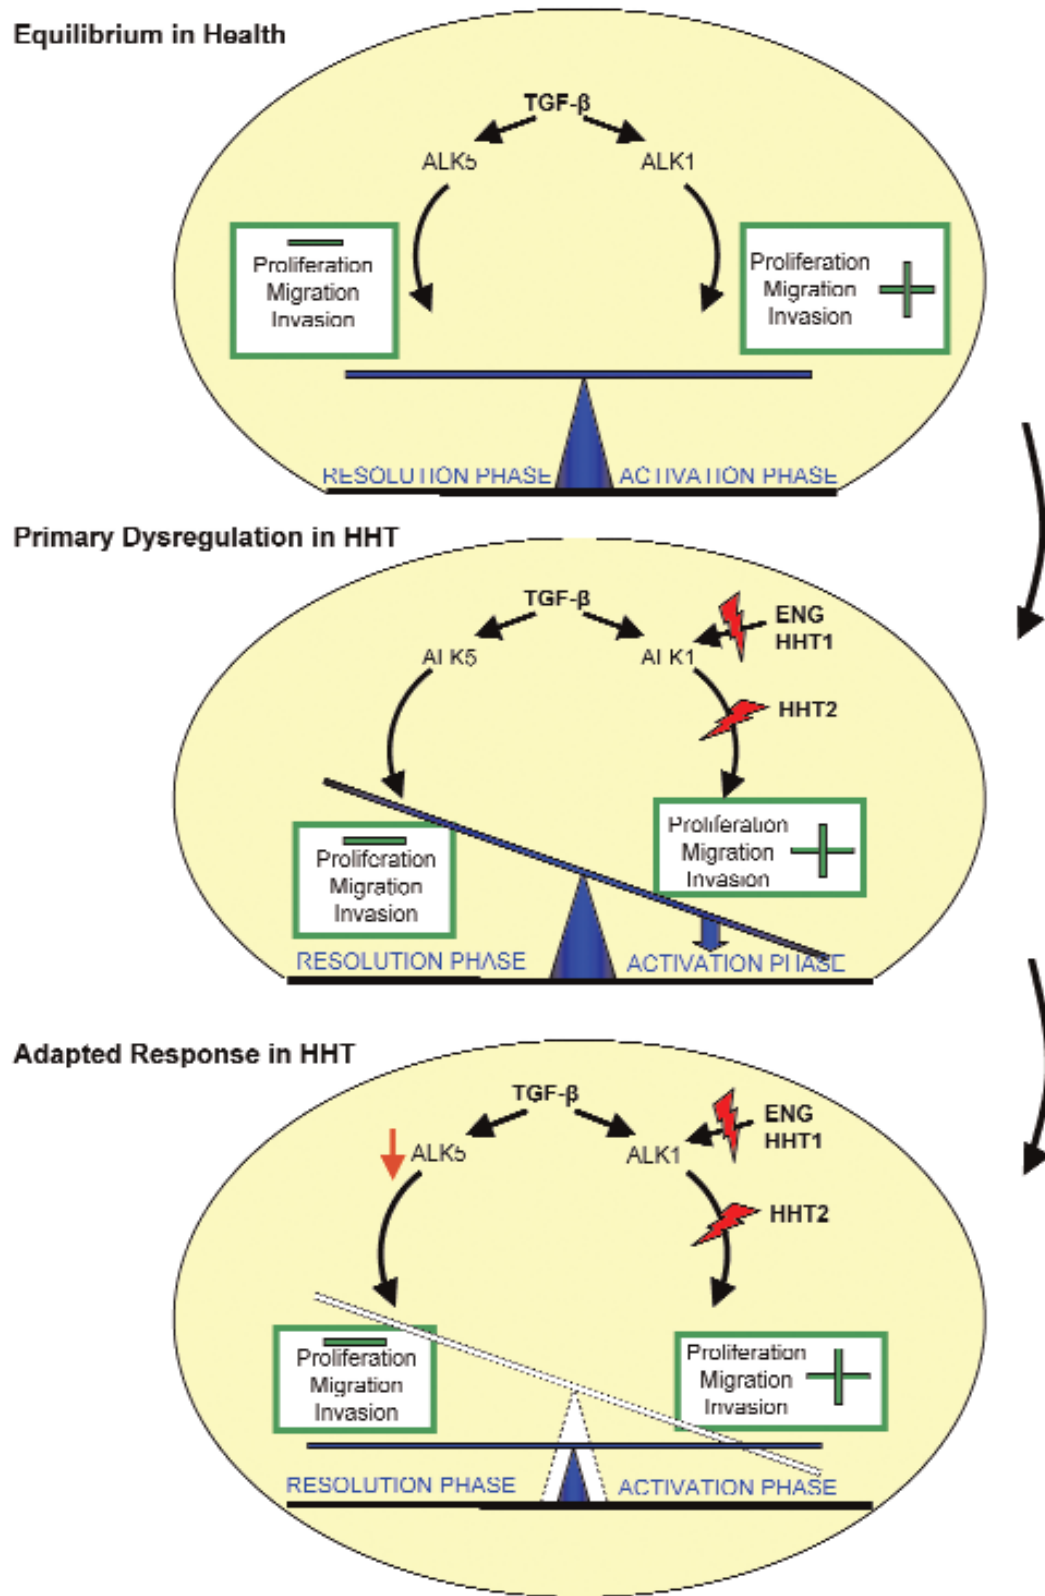 Equilibrium in Health
TGF-β
ALK5
ALK1
Proliferation
Migration
Invasion
Proliferation
Migration
Invasion
RESOLUTION PHASE
ACTIVATION PHASE
Primary Dysregulation in HHT
TGF-β
ENG
HHT1
ALK5
ALK1
HHT2
Proliferation
Migration
Invasion
Proliferation
Migration
Invasion
RESOLUTION PHASE
ACTIVATION PHASE
Adapted Response in HHT
TGF-β
ENG
HHT1
ALK5
ALK1
HHT2
Proliferation
Migration
Invasion
Proliferation
Migration
Invasion
RESOLUTION PHASE
ACTIVATION PHASE